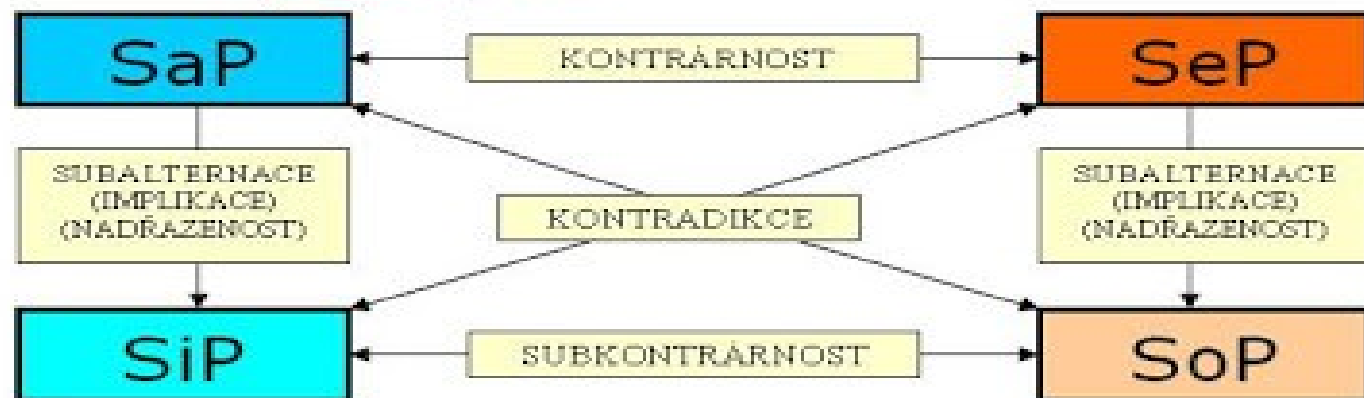 SaP
KONTRÁRNOST
SeP
SUBALTERNACE
(IMPLIKACE)
(NADŘAZENOST)
KONTRADIKCE
SUBALTERNACE
(IMPLIKACE)
(NADŘAZENOST)
SiP
SUBKONTRÁRNOST
SoP